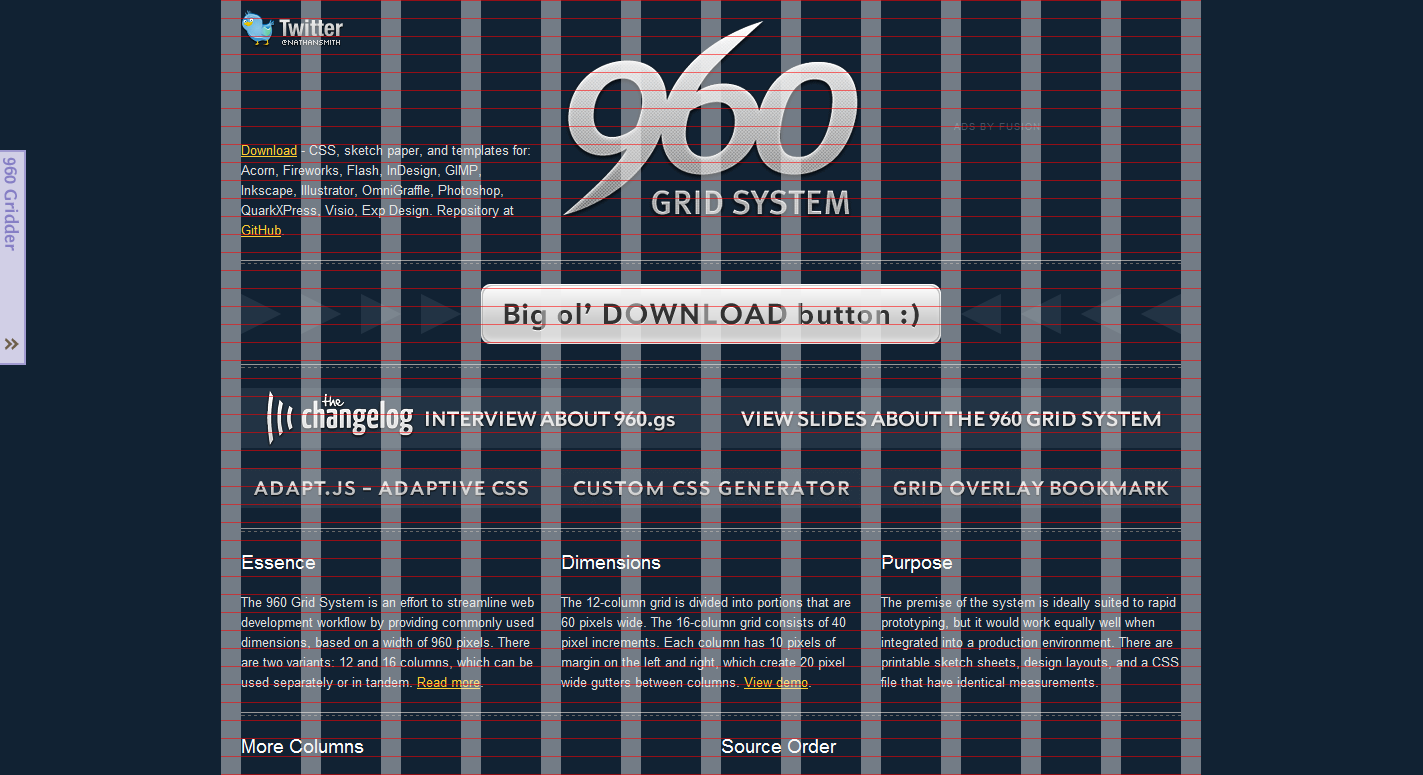 Twitter
@NATHANSMITH
960
GRID SYSTEM
ADS BY FUSION
Download - CSS, sketch paper, and templates for:
Acorn, Fireworks, Flash, InDesign, GIMP,
Inkscape, Illustrator, OmniGraffle, Photoshop,
QuarkXPress, Visio, Exp Design. Repository at
GitHub.
960 Gridder
»
Big ol’ DOWNLOAD button :)
the changelog INTERVIEW ABOUT 960.gs
VIEW SLIDES ABOUT THE 960 GRID SYSTEM
ADAPT.JS – ADAPTIVE CSS
CUSTOM CSS GENERATOR
GRID OVERLAY BOOKMARK
Essence
The 960 Grid System is an effort to streamline web
development workflow by providing commonly used
dimensions, based on a width of 960 pixels. There
are two variants: 12 and 16 columns, which can be
used separately or in tandem. Read more.
Dimensions
The 12-column grid is divided into portions that are
60 pixels wide. The 16-column grid consists of 40
pixel increments. Each column has 10 pixels of
margin on the left and right, which create 20 pixel
wide gutters between columns. View demo.
Purpose
The premise of the system is ideally suited to rapid
prototyping, but it would work equally well when
integrated into a production environment. There are
printable sketch sheets, design layouts, and a CSS
file that have identical measurements.
More Columns
Source Order